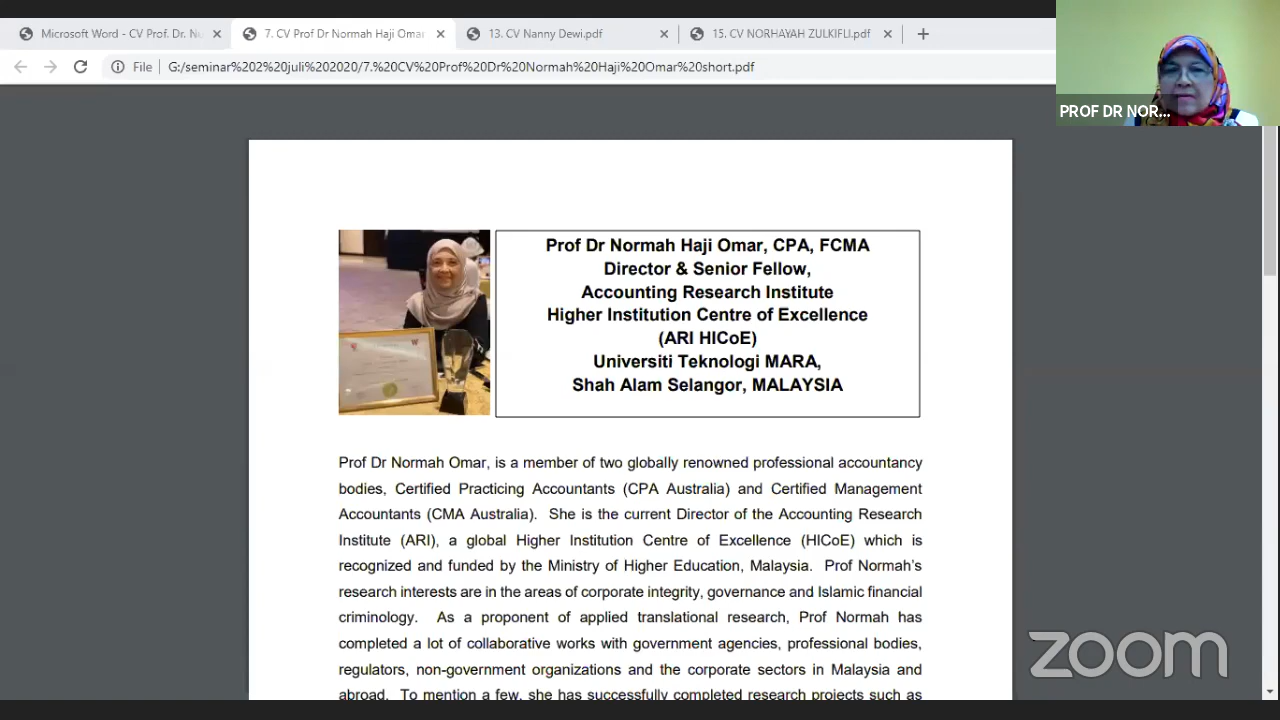 Microsoft Word - CV Prof. Dr. Nu
7. CV Prof Dr Normah Haji Omar
13. CV Nanny Dewi.pdf
15. CV NORHAYAH ZULKIFLI.pdf
File
G:/seminar%202%20juli%202020/7.%20CV%20Prof%20Dr%20Normah%20Haji%20Omar%20short.pdf
PROF DR NOR...
Prof Dr Normah Haji Omar, CPA, FCMA
Director & Senior Fellow,
Accounting Research Institute
Higher Institution Centre of Excellence
(ARI HICoE)
Universiti Teknologi MARA,
Shah Alam Selangor, MALAYSIA
Prof Dr Normah Omar, is a member of two globally renowned professional accountancy
bodies, Certified Practicing Accountants (CPA Australia) and Certified Management
Accountants (CMA Australia). She is the current Director of the Accounting Research
Institute (ARI), a global Higher Institution Centre of Excellence (HICoE) which is
recognized and funded by the Ministry of Higher Education, Malaysia. Prof Normah's
research interests are in the areas of corporate integrity, governance and Islamic financial
criminology. As a proponent of applied translational research, Prof Normah has
completed a lot of collaborative works with government agencies, professional bodies,
regulators, non-government organizations and the corporate sectors in Malaysia and
abroad. To mention a few, she has successfully completed research projects such as
zoom